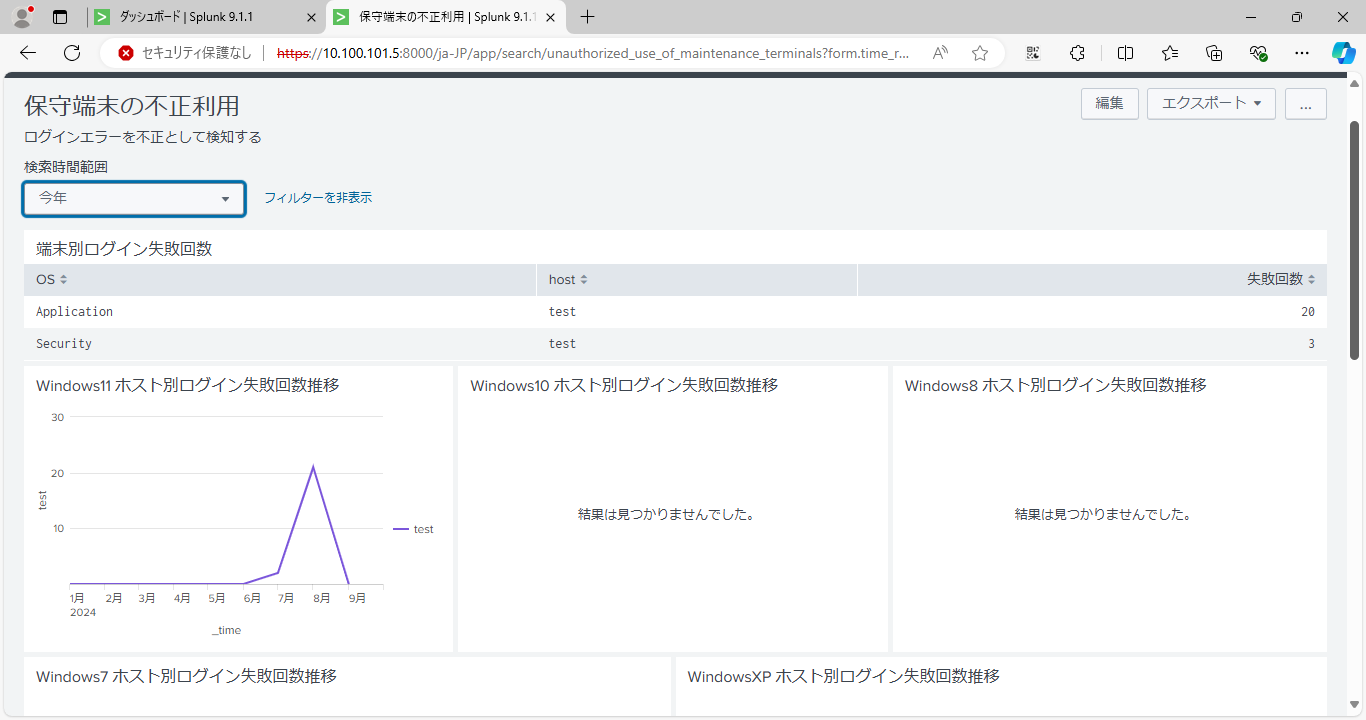 ダッシュボード | Splunk 9.1.1
保守端末の不正利用 | Splunk 9.1.1
セキュリティ保護なし
https://10.100.101.5:8000/ja-JP/app/search/unauthorized_use_of_maintenance_terminals?form.time_r...
保守端末の不正利用
編集
エクスポート
...
ログインエラーを不正として検知する
検索時間範囲
今年
フィルターを非表示
端末別ログイン失敗回数
OS host 失敗回数
Application test 20
Security test 3
Windows11 ホスト別ログイン失敗回数推移
30
20
10
test
1月 2月 3月 4月 5月 6月 7月 8月 9月
2024
_time
test
Windows10 ホスト別ログイン失敗回数推移
結果は見つかりませんでした。
Windows8 ホスト別ログイン失敗回数推移
結果は見つかりませんでした。
Windows7 ホスト別ログイン失敗回数推移
WindowsXP ホスト別ログイン失敗回数推移